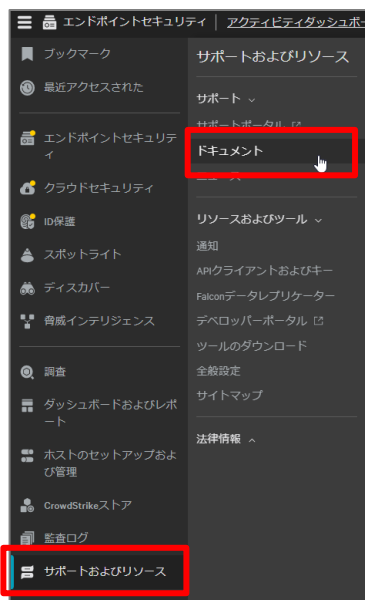 エンドポイントセキュリティ | アクティビティダッシュボー
ブックマーク
最近アクセスされた
エンドポイントセキュリテ
ィ
クラウドセキュリティ
ID保護
スポットライト
ディスカバー
脅威インテリジェンス
調査
ダッシュボードおよびレポ
ート
ホストのセットアップおよ
び管理
CrowdStrikeストア
監査ログ
サポートおよびリソース
サポートおよびリソース
サポート
サポートポータル
ドキュメント
ニュース
リソースおよびツール
通知
APIクライアントおよびキー
Falconデータレプリケーター
デベロッパーポータル
ツールのダウンロード
全般設定
サイトマップ
法律情報